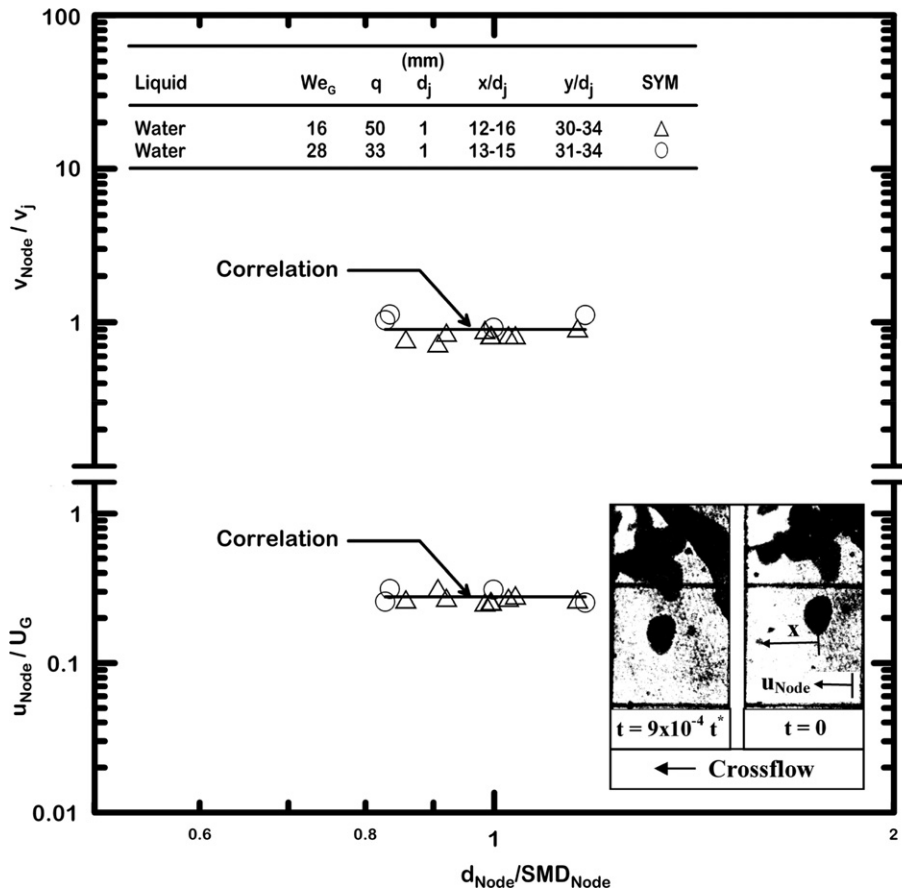 100
(mm)
Liquid We_G q d_j x/d_j y/d_j SYM
Water 16 50 1 12-16 30-34 △
Water 28 33 1 13-15 31-34 ○
10
v_Node / v_j
Correlation
1
1
Correlation
u_Node / U_G
0.1
x
u_Node
t = 9x10⁻⁴ t* t = 0
← Crossflow
0.01
0.6 0.8 1 2
d_Node/SMD_Node